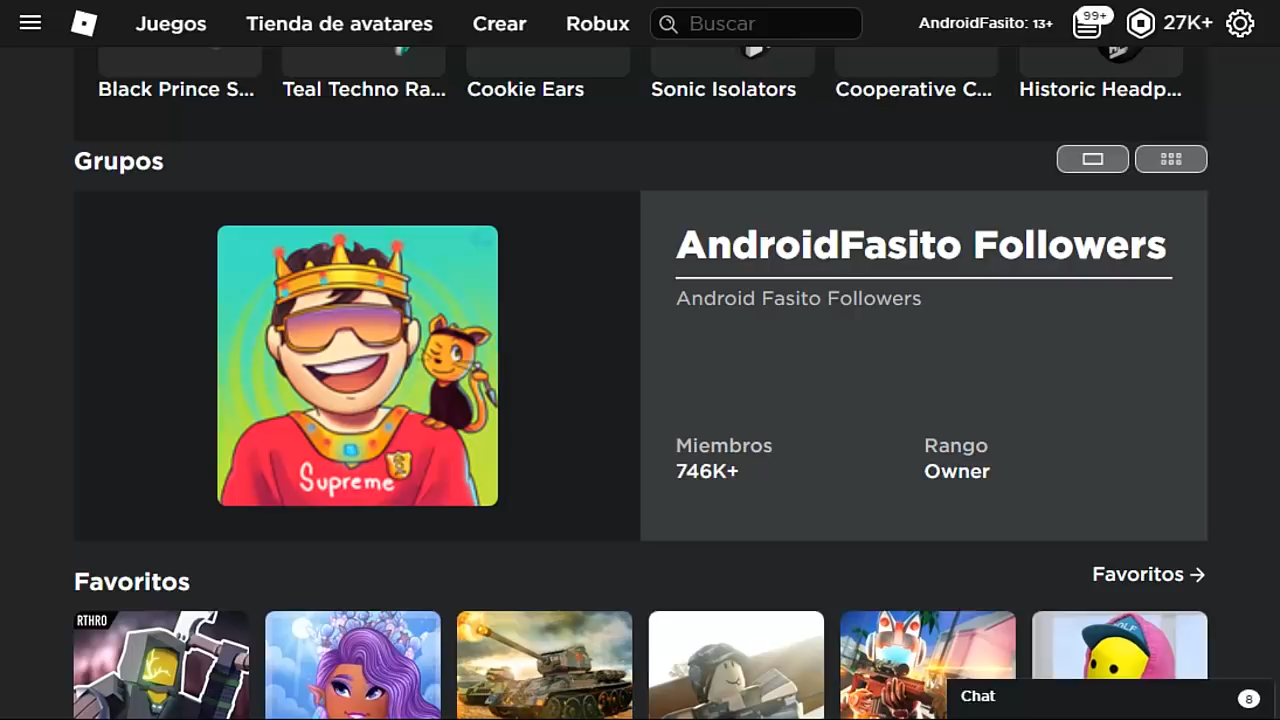 Juegos Tienda de avatares Crear Robux Buscar AndroidFasito: 13+ 99+ 27K+
Black Prince S... Teal Techno Ra... Cookie Ears Sonic Isolators Cooperative C... Historic Headp...
Grupos
AndroidFasito Followers
Android Fasito Followers
Miembros Rango
746K+ Owner
Supreme
Favoritos Favoritos →
RTHRO
Chat 8